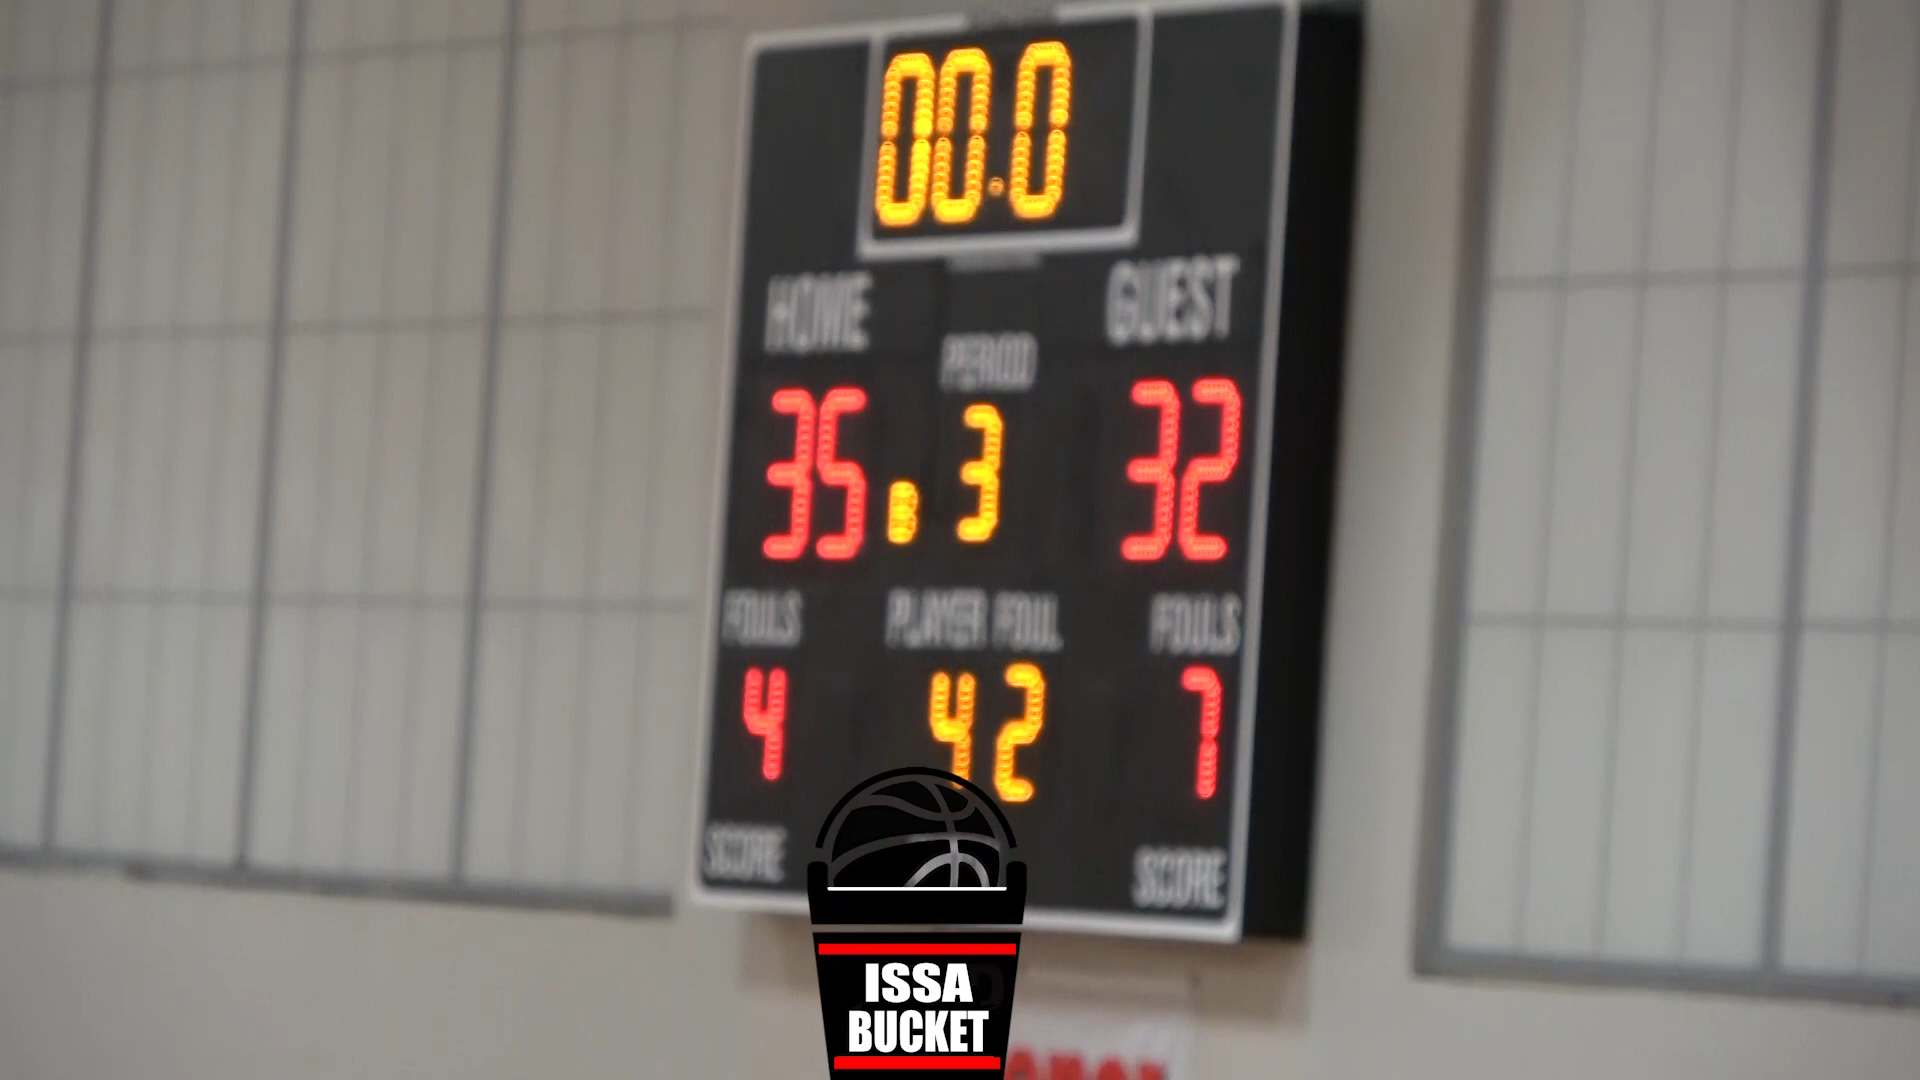 00.0
HOME GUEST
PERIOD
35 3 32
FOULS PLAYER FOUL FOULS
4 42 7
SCORE SCORE
ISSA
BUCKET